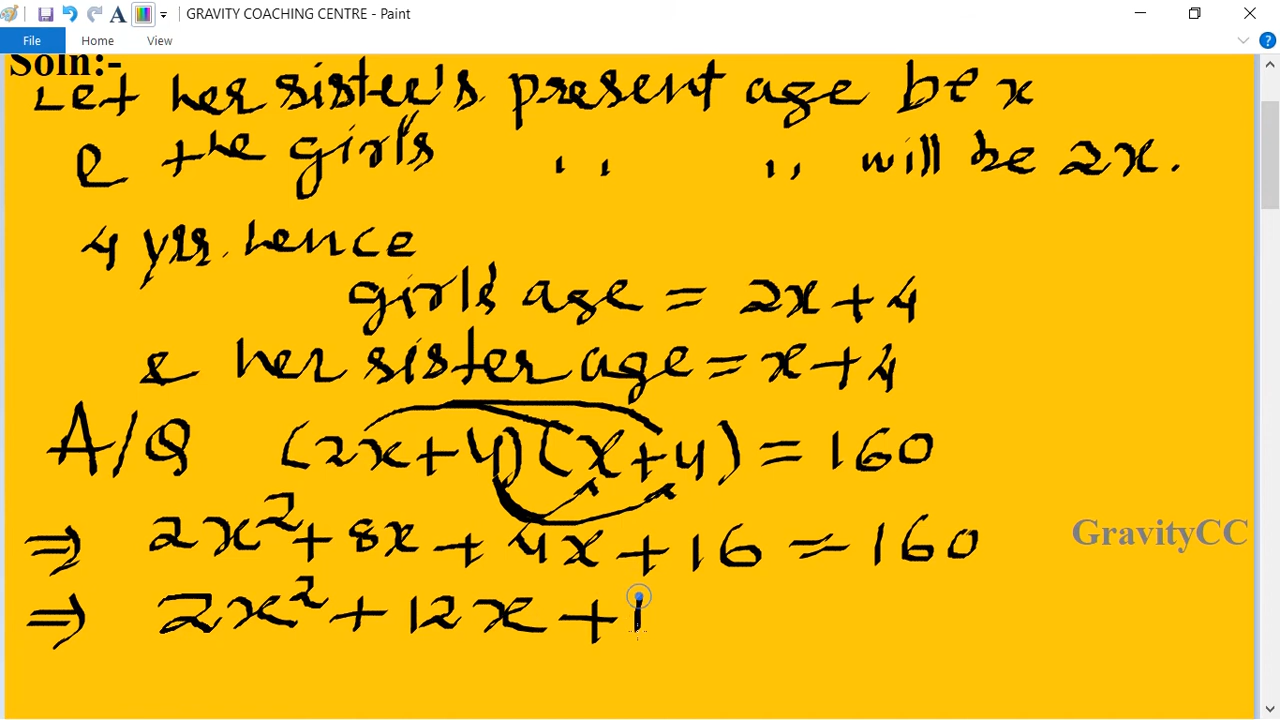 GRAVITY COACHING CENTRE - Paint
File Home View
Soln:-
Let her sister's present age be x
& the girl's ,, ,, will be 2x.
4 yrs. hence
girl's age = 2x+4
& her sister age = x+4
A/Q (2x+4)(x+4) = 160
⇒ 2x²+8x+4x+16 = 160
GravityCC
⇒ 2x²+12x+1